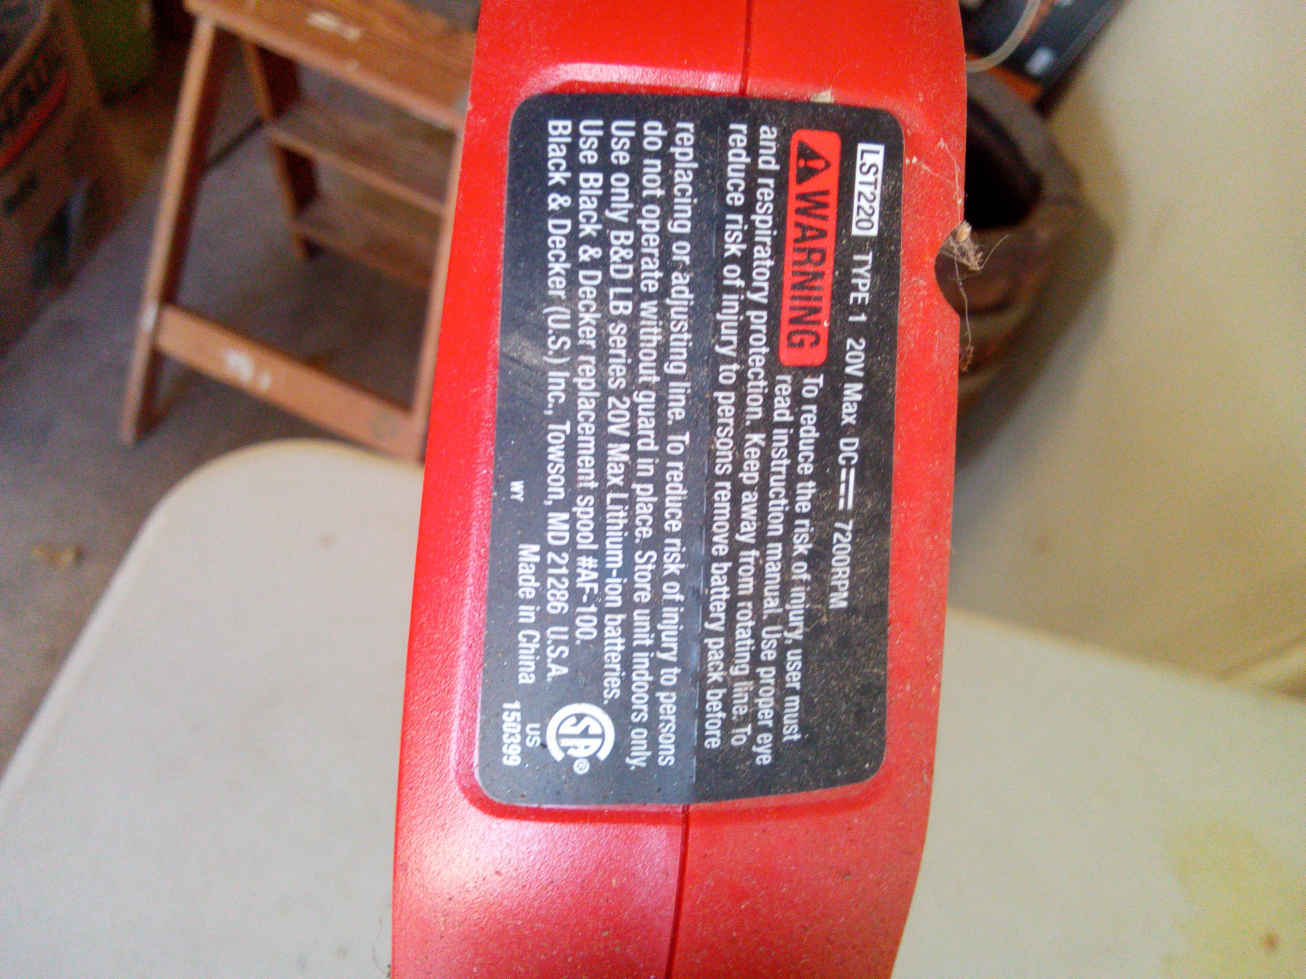 LST220 TYPE 1 20V Max DC 7200RPM
WARNING To reduce the risk of injury, user must
read instruction manual. Use proper eye
and respiratory protection. Keep away from rotating line. To
reduce risk of injury to persons remove battery pack before
replacing or adjusting line. To reduce risk of injury to persons
do not operate without guard in place. Store unit indoors only.
Use only B&D LB series 20V Max Lithium-ion batteries.
Use Black & Decker replacement spool #AF-100.
Black & Decker (U.S.) Inc., Towson, MD 21286 U.S.A.
WY Made in China
SA®
US
150399